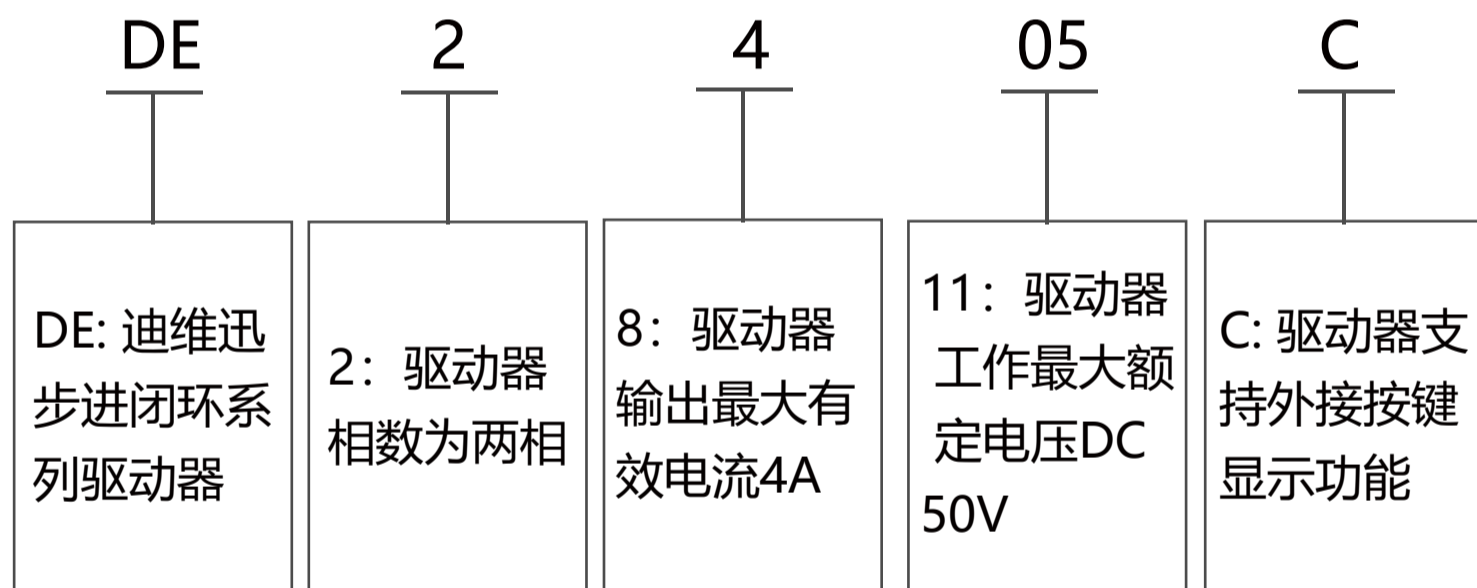 DE 2 4 05 C
DE: 迪维迅
步进闭环系
列驱动器
2：驱动器
相数为两相
8：驱动器
输出最大有
效电流4A
11：驱动器
工作最大额
定电压DC
50V
C: 驱动器支
持外接按键
显示功能